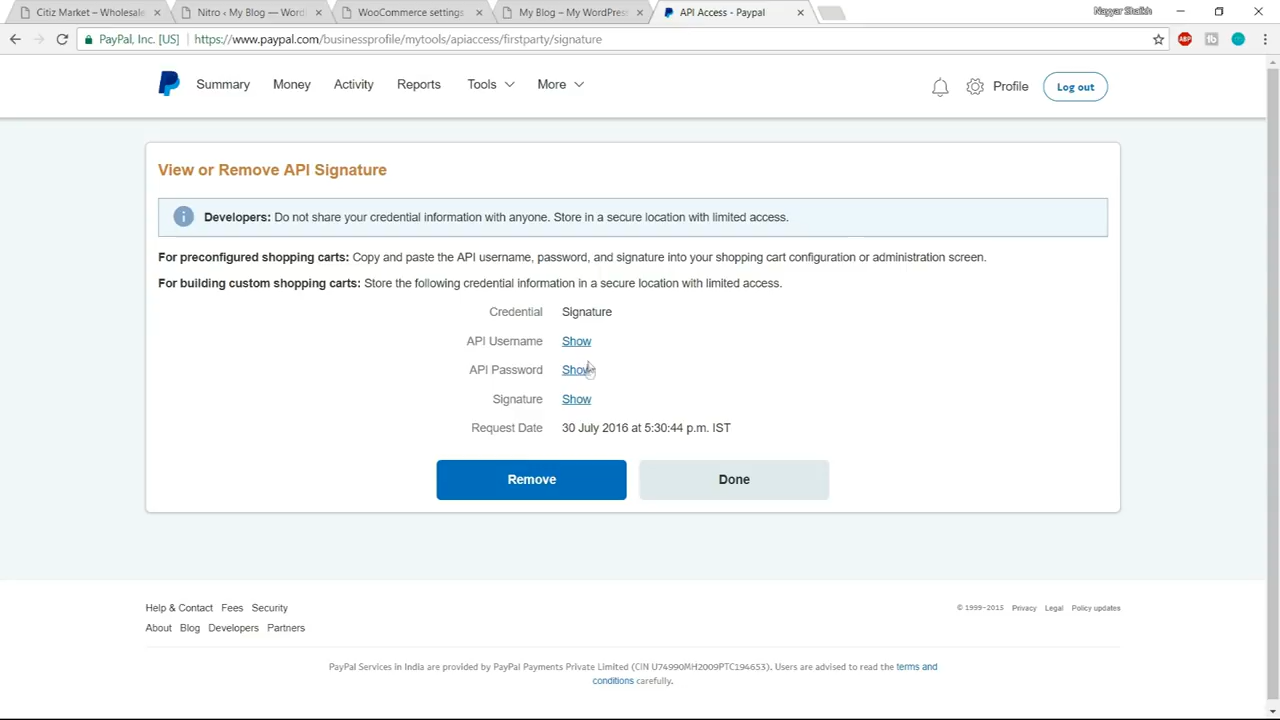 Citiz Market – Wholesale
Nitro ‹ My Blog — Word
WooCommerce settings
My Blog – My WordPress
API Access - Paypal
Nayyar Shaikh
PayPal, Inc. [US]
https://www.paypal.com/businessprofile/mytools/apiaccess/firstparty/signature
ABP
tb
Summary
Money
Activity
Reports
Tools
More
Profile
Log out
View or Remove API Signature
Developers: Do not share your credential information with anyone. Store in a secure location with limited access.
For preconfigured shopping carts: Copy and paste the API username, password, and signature into your shopping cart configuration or administration screen.
For building custom shopping carts: Store the following credential information in a secure location with limited access.
Credential Signature
API Username Show
API Password Show
Signature Show
Request Date 30 July 2016 at 5:30:44 p.m. IST
Remove
Done
Help & Contact Fees Security
© 1999–2015 Privacy Legal Policy updates
About Blog Developers Partners
PayPal Services in India are provided by PayPal Payments Private Limited (CIN U74990MH2009PTC194653). Users are advised to read the terms and
conditions carefully.